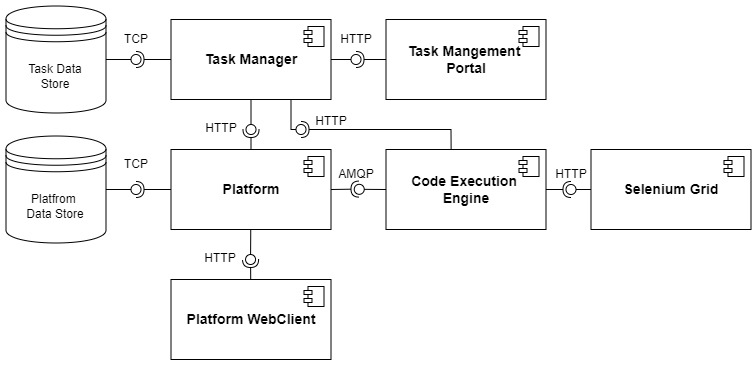 TCP
HTTP
Task Data
Store
Task Manager
Task Mangement
Portal
HTTP
HTTP
TCP
AMQP
HTTP
Platfrom
Data Store
Platform
Code Execution
Engine
Selenium Grid
HTTP
Platform WebClient